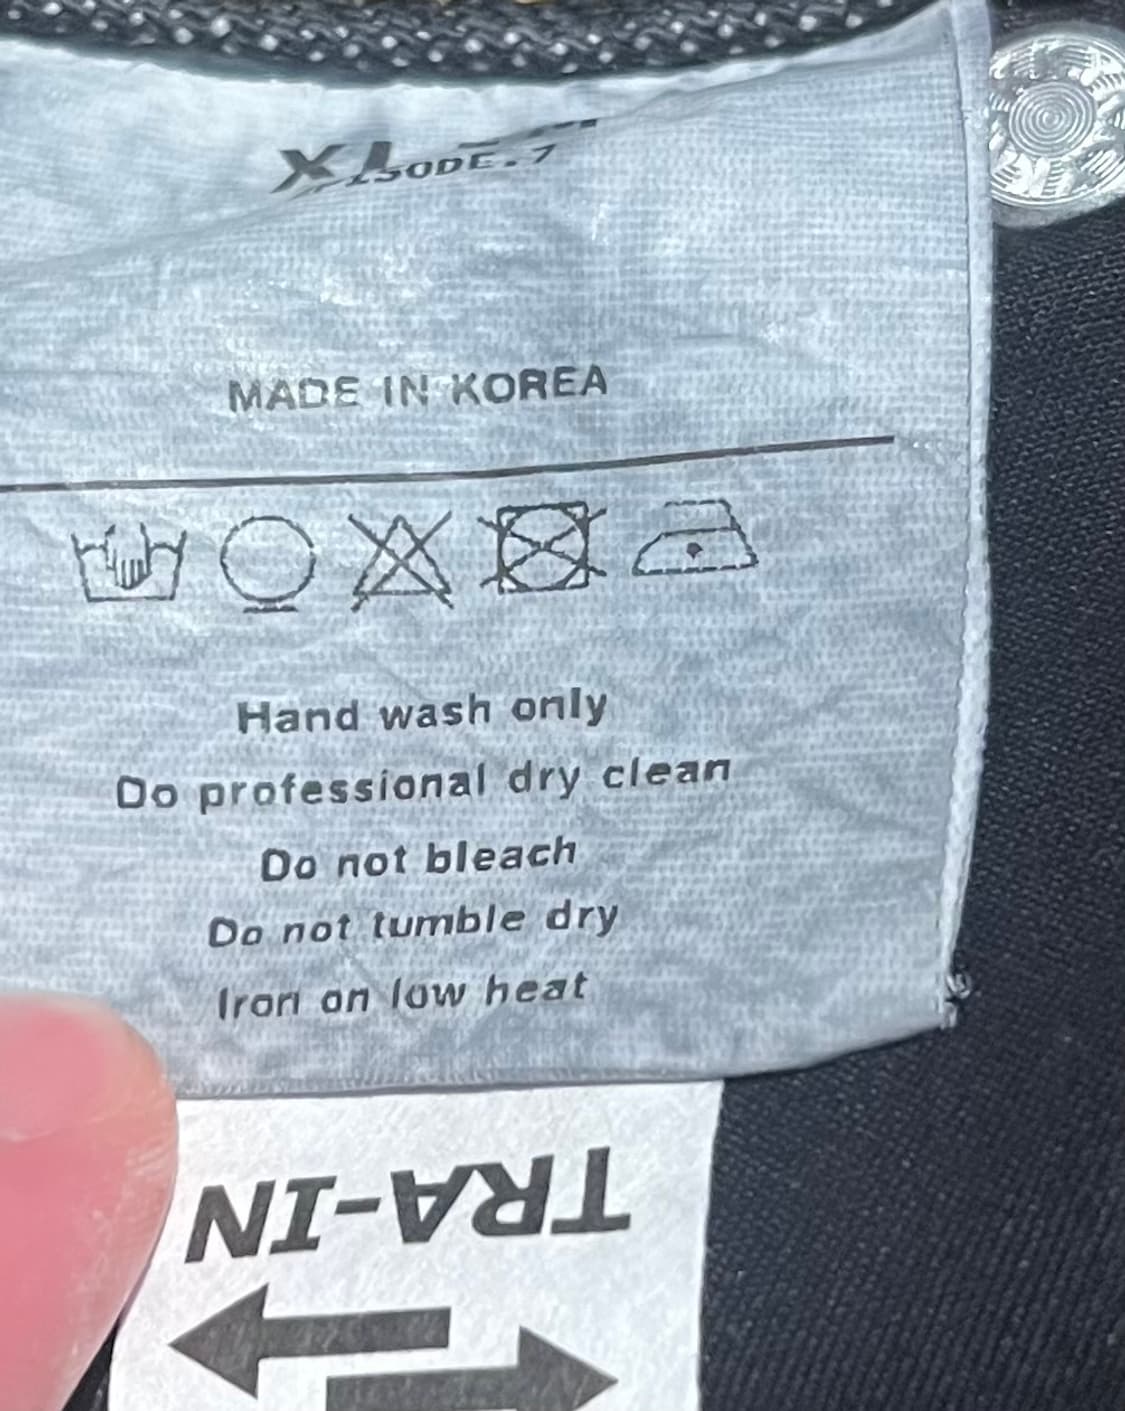 XL
MADE IN KOREA
Hand wash only
Do professional dry clean
Do not bleach
Do not tumble dry
Iron on low heat
TRA-IN